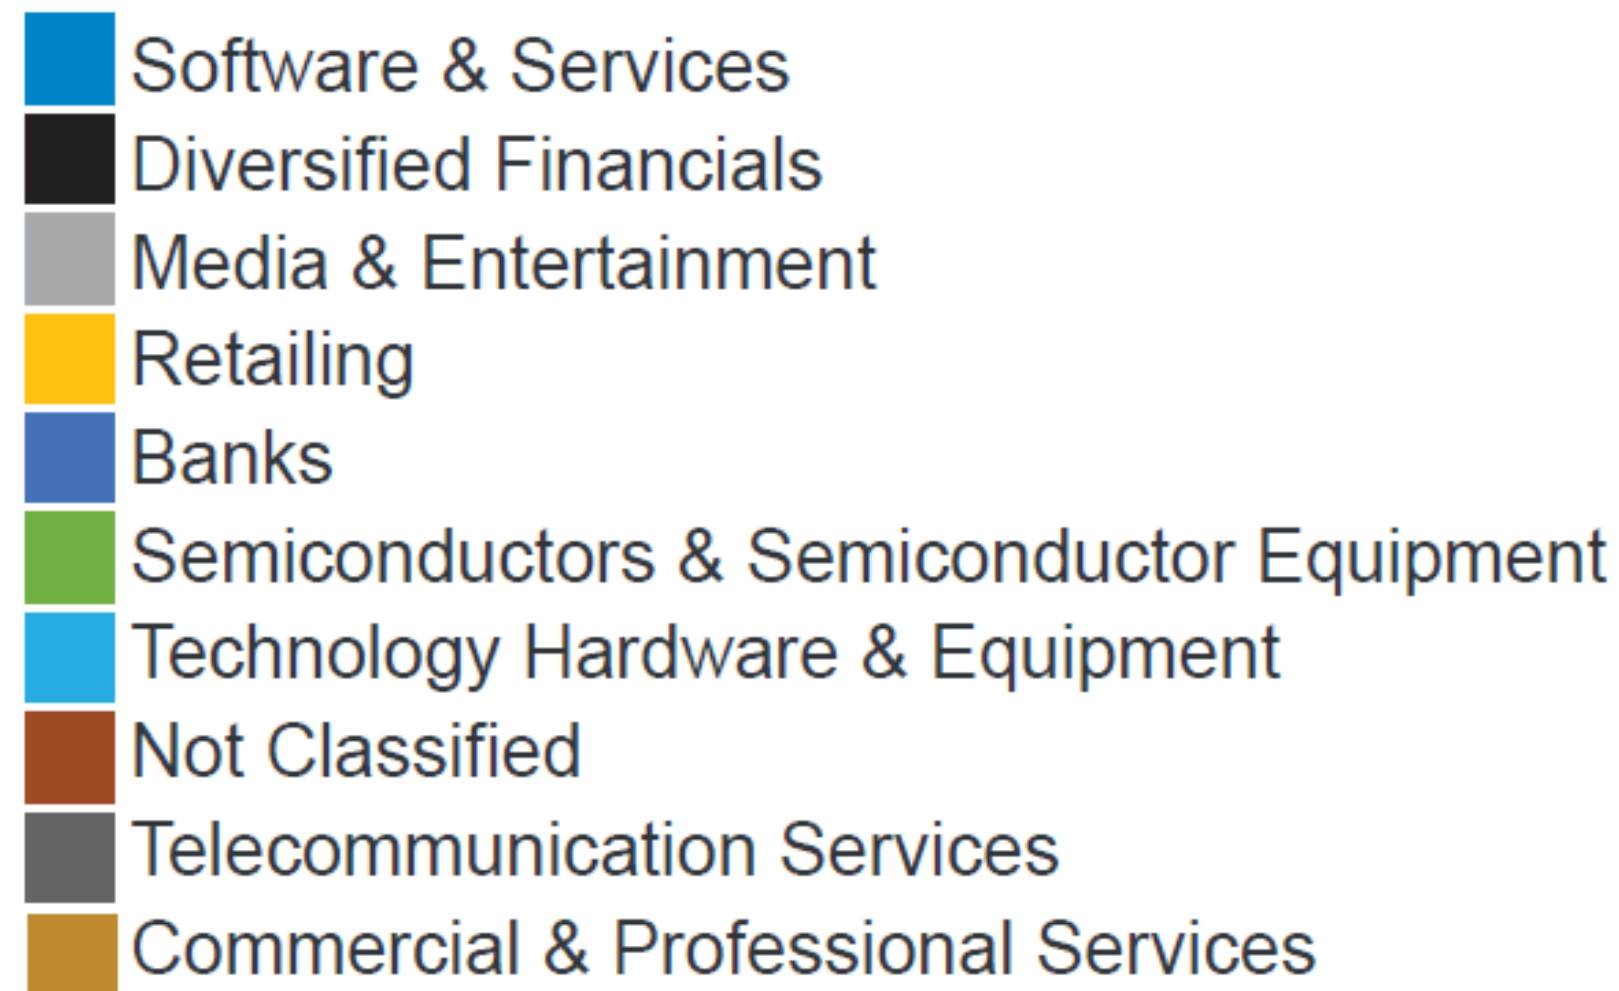 Software & Services
Diversified Financials
Media & Entertainment
Retailing
Banks
Semiconductors & Semiconductor Equipment
Technology Hardware & Equipment
Not Classified
Telecommunication Services
Commercial & Professional Services